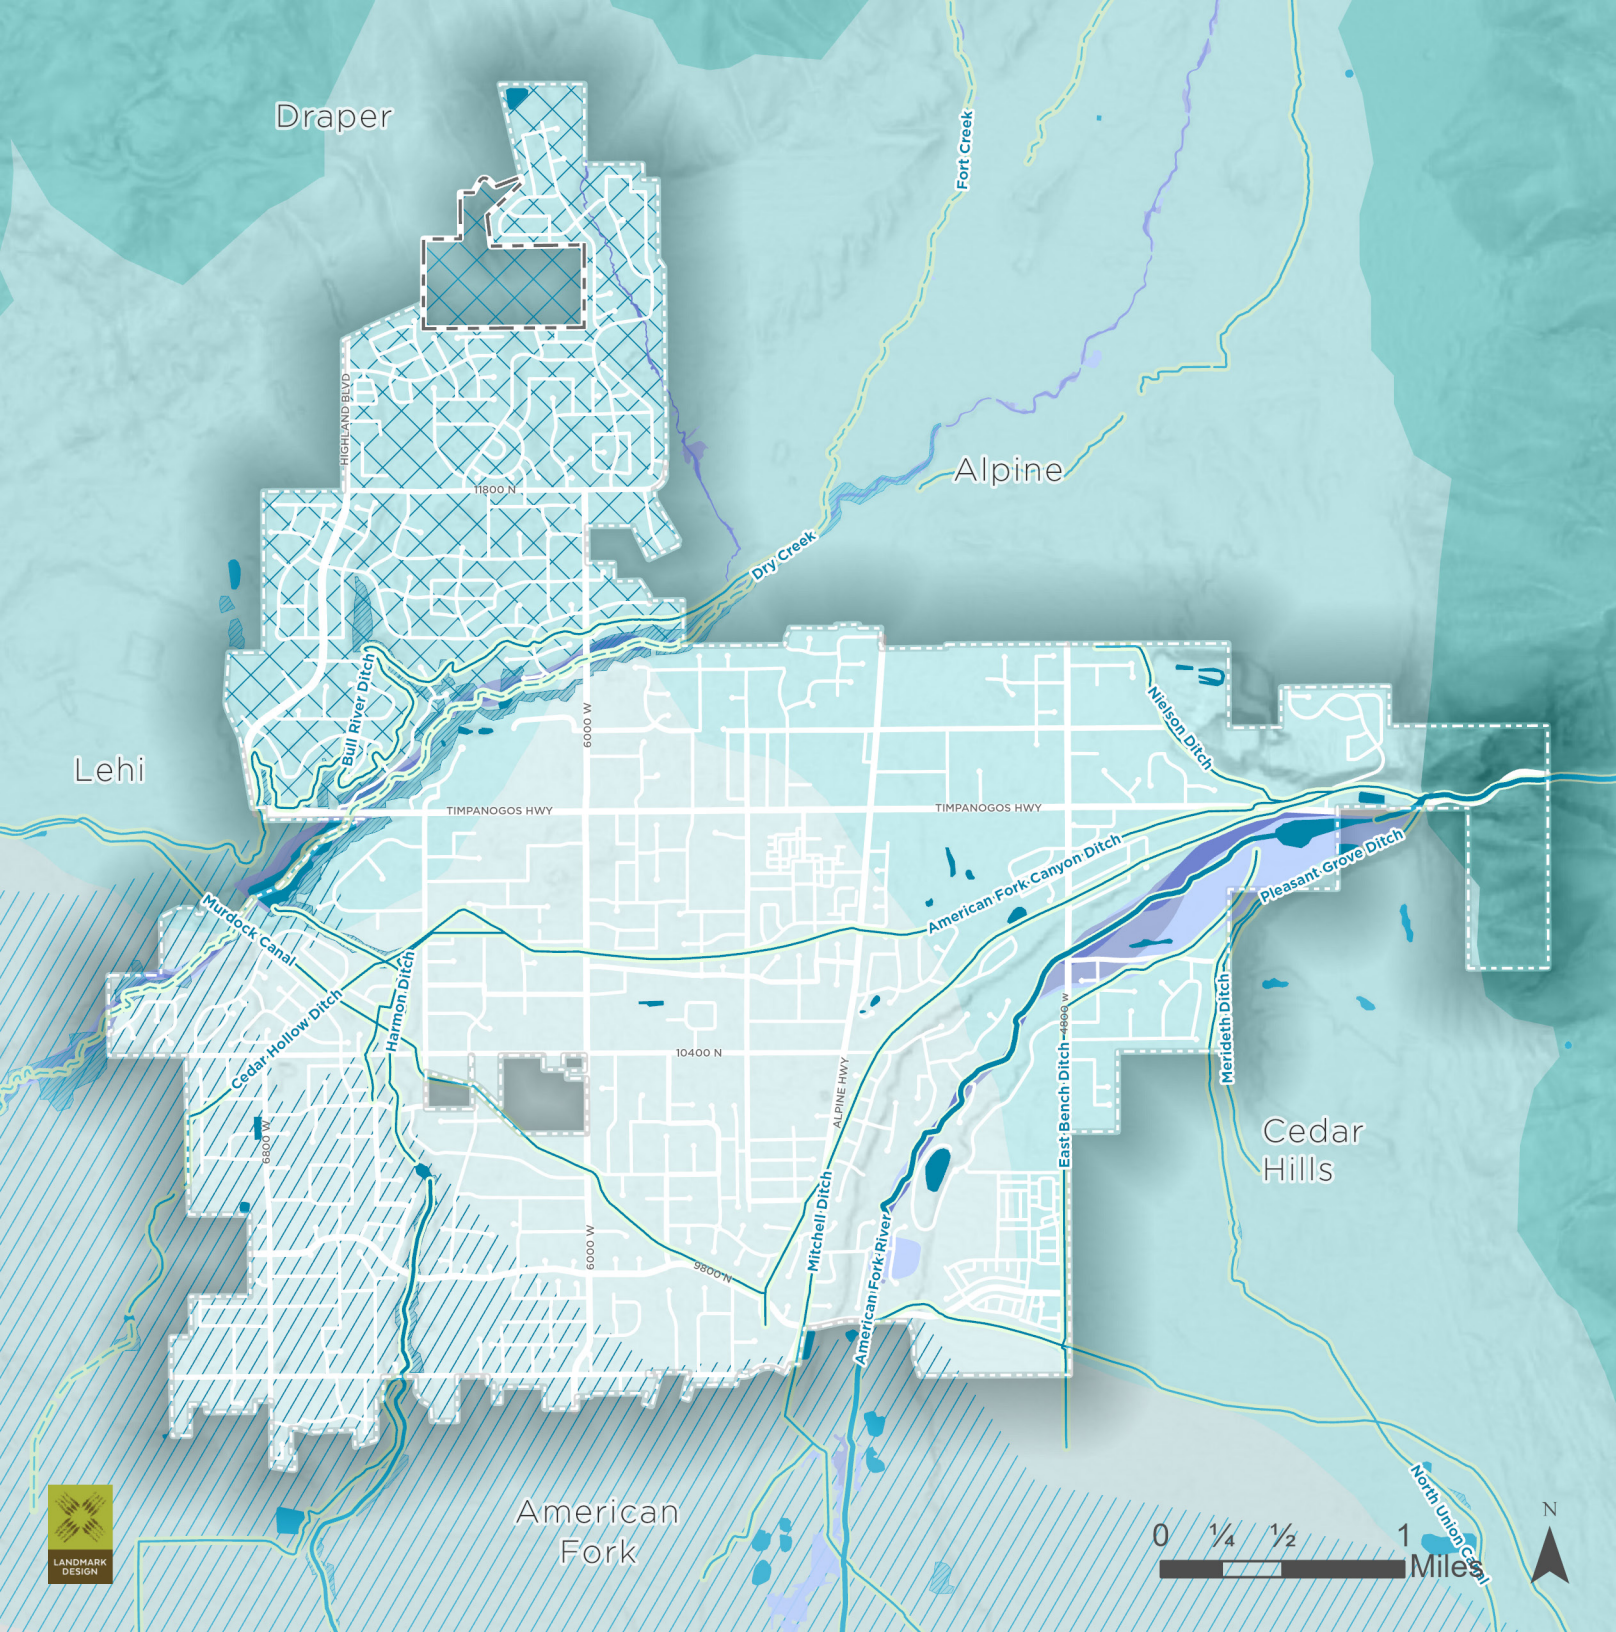 Draper
Fort Creek
HIGHLAND BLVD
Alpine
11800 N
Dry Creek
Bull River Ditch
6000 W
Nielson Ditch
Lehi
TIMPANOGOS HWY
TIMPANOGOS HWY
American Fork Canyon Ditch
Pleasant Grove Ditch
Murdock Canal
Harmon Ditch
Cedar Hollow Ditch
4800 W
Merideth Ditch
10400 N
ALPINE HWY
East Bench Ditch
6800 W
Cedar
Hills
Mitchell Ditch
6000 W
9800 N
American Fork River
North Union Canal
American
Fork
LANDMARK
DESIGN
0 ¼ ½ 1
Miles
N